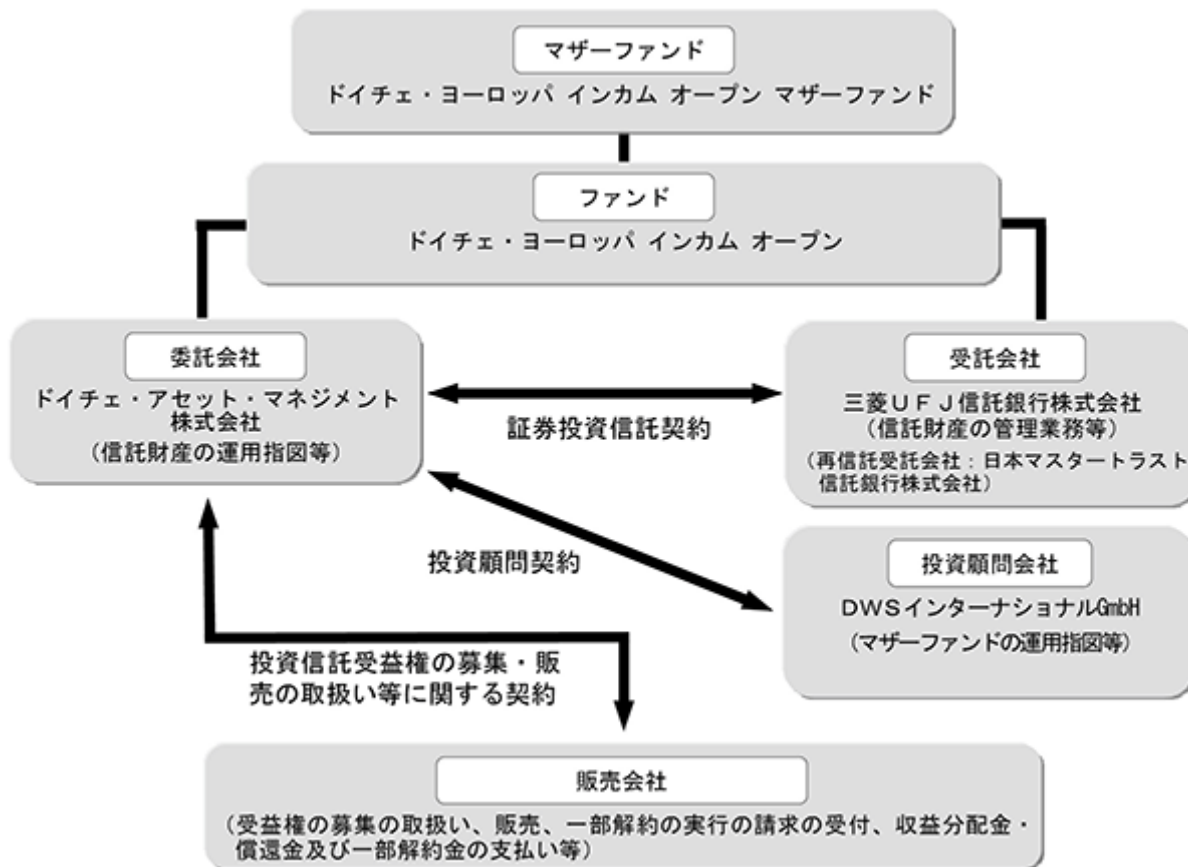 マザーファンド
ドイチェ・ヨーロッパ インカム オープン マザーファンド
ファンド
ドイチェ・ヨーロッパ インカム オープン
委託会社
ドイチェ・アセット・マネジメント
株式会社
(信託財産の運用指図等)
証券投資信託契約
受託会社
三菱UFJ信託銀行株式会社
(信託財産の管理業務等)
(再信託受託会社:日本マスタートラスト
信託銀行株式会社)
投資顧問契約
投資顧問会社
DWSインターナショナルGmbH
(マザーファンドの運用指図等)
投資信託受益権の募集・販
売の取扱い等に関する契約
販売会社
(受益権の募集の取扱い、販売、一部解約の実行の請求の受付、収益分配金・
償還金及び一部解約金の支払い等)